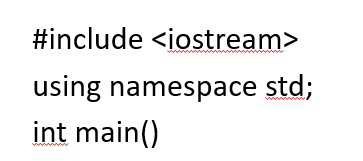 #include <iostream>
using namespace std;
int main()